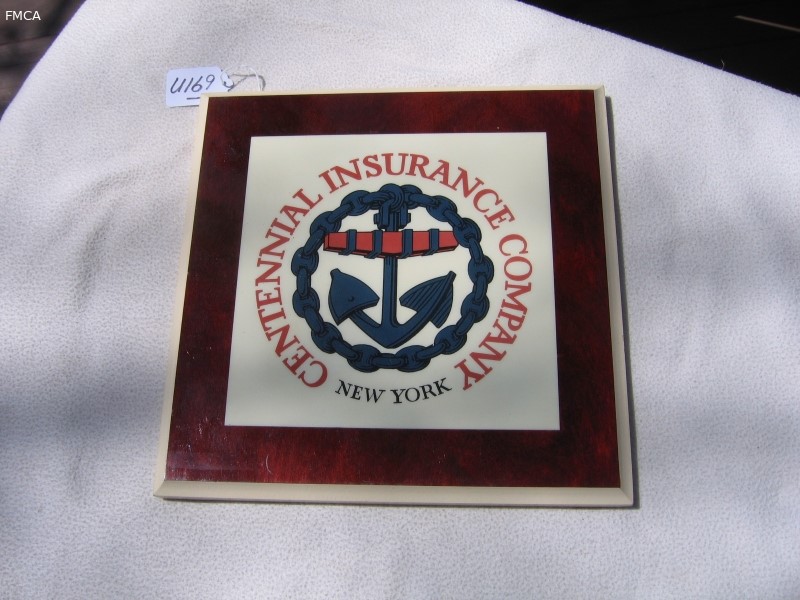 FMCA
U169
CENTENNIAL INSURANCE COMPANY
NEW YORK